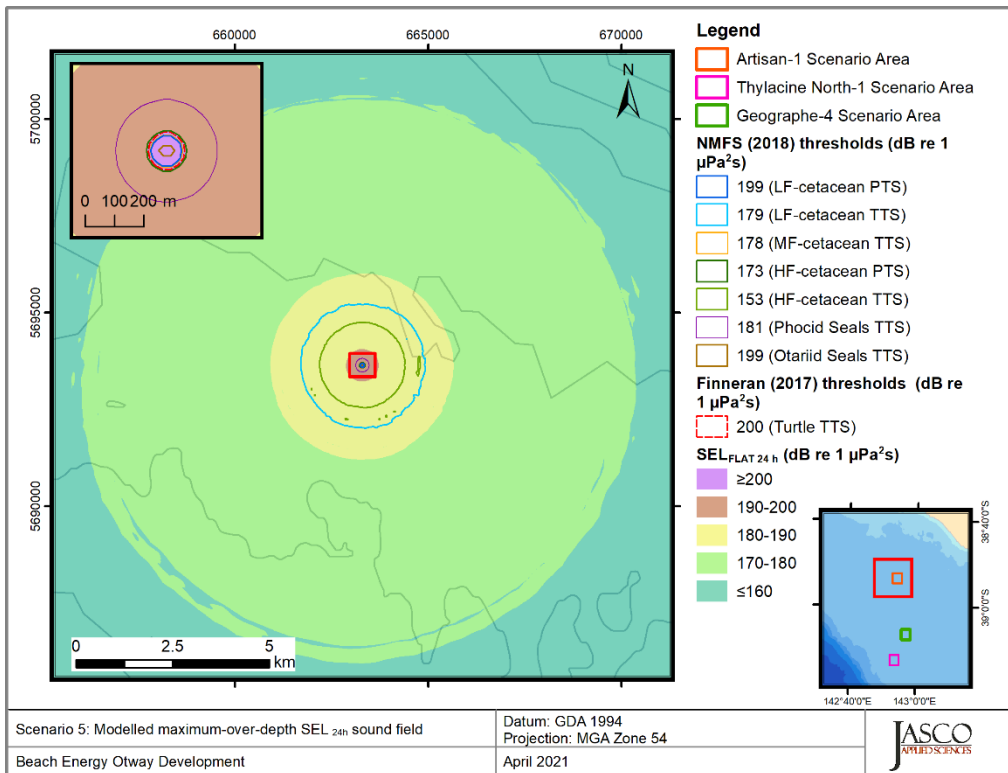 660000
665000
670000
5700000
5695000
5690000
N
0 100 200 m
0 2.5 5
km
Legend
Artisan-1 Scenario Area
Thylacine North-1 Scenario Area
Geographe-4 Scenario Area
NMFS (2018) thresholds (dB re 1
µPa²s)
199 (LF-cetacean PTS)
179 (LF-cetacean TTS)
178 (MF-cetacean TTS)
173 (HF-cetacean PTS)
153 (HF-cetacean TTS)
181 (Phocid Seals TTS)
199 (Otariid Seals TTS)
Finneran (2017) thresholds (dB re
1 µPa²s)
200 (Turtle TTS)
SEL FLAT 24 h (dB re 1 µPa²s)
≥200
190-200
180-190
170-180
≤160
38°40'0"S
39°0'0"S
142°40'0"E
143°0'0"E
Scenario 5: Modelled maximum-over-depth SEL 24h sound field
Datum: GDA 1994
Projection: MGA Zone 54
Beach Energy Otway Development
April 2021
JASCO
APPLIED SCIENCES